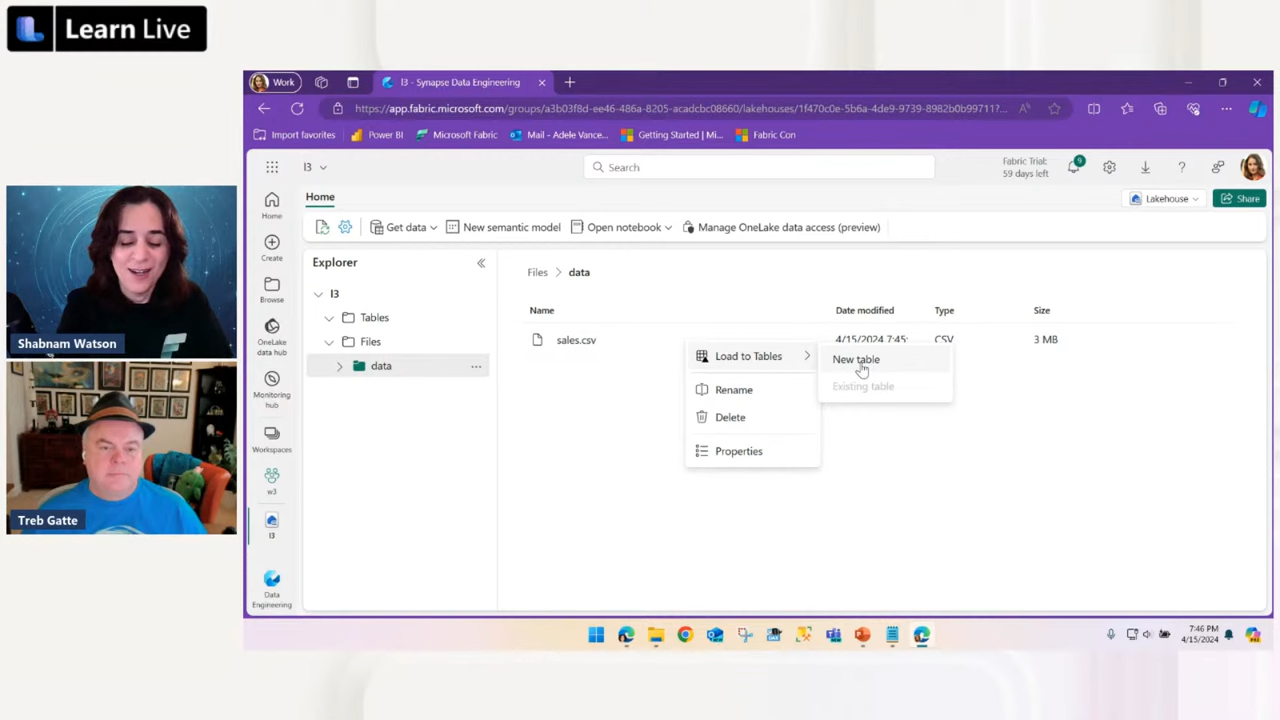 Learn Live
Work
l3 - Synapse Data Engineering
https://app.fabric.microsoft.com/groups/a3b03f8d-ee46-486a-8205-acadcbc08660/lakehouses/1f470c0e-5b6a-4de9-9739-8982b0b99711?...
Import favorites
Power BI
Microsoft Fabric
Mail - Adele Vance...
Getting Started | Mi...
Fabric Con
l3
Search
Fabric Trial:
59 days left
9
Home
Lakehouse
Share
Get data
New semantic model
Open notebook
Manage OneLake data access (preview)
Home
Create
Browse
OneLake
data hub
Monitoring
hub
Workspaces
w3
l3
Data
Engineering
Explorer
l3
Tables
Files
data
...
Files > data
Name
Date modified
Type
Size
sales.csv
4/15/2024 7:45:
CSV
3 MB
Load to Tables
New table
Existing table
Rename
Delete
Properties
Shabnam Watson
Treb Gatte
7:46 PM
4/15/2024